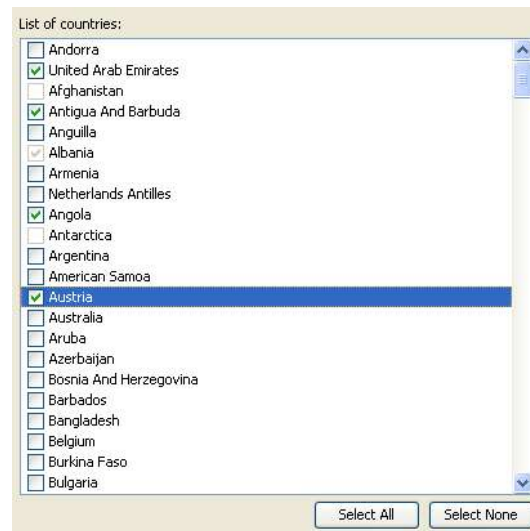 List of countries:
Andorra
United Arab Emirates
Afghanistan
Antigua And Barbuda
Anguilla
Albania
Armenia
Netherlands Antilles
Angola
Antarctica
Argentina
American Samoa
Austria
Australia
Aruba
Azerbaijan
Bosnia And Herzegovina
Barbados
Bangladesh
Belgium
Burkina Faso
Bulgaria
Select All Select None